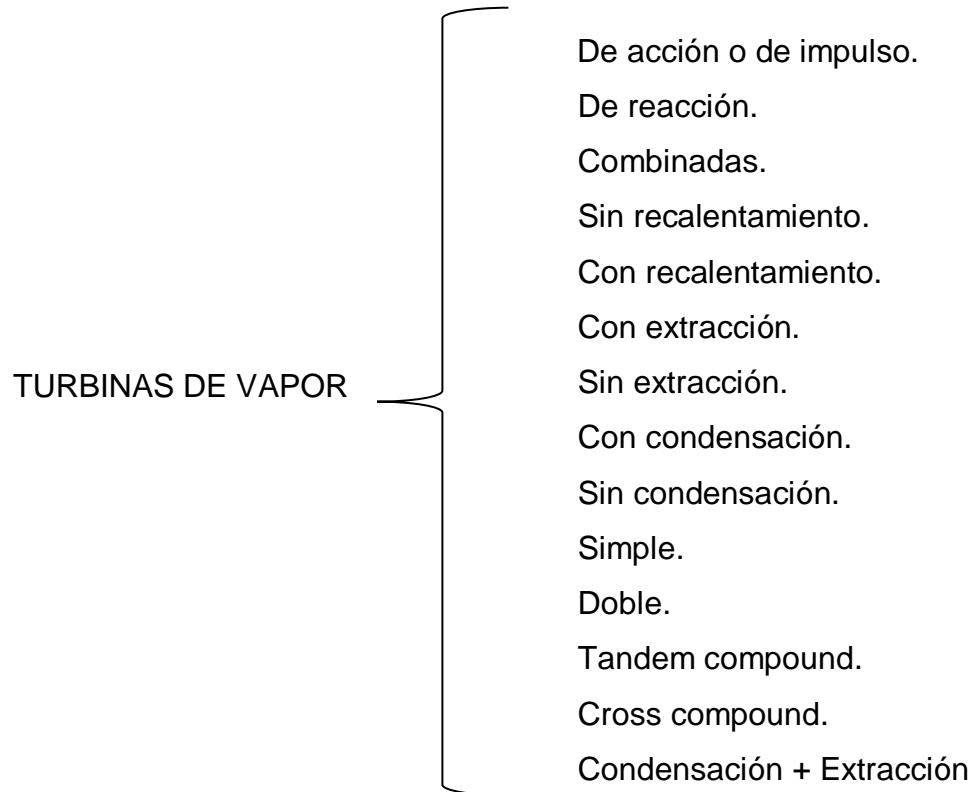 De acción o de impulso.
De reacción.
Combinadas.
Sin recalentamiento.
Con recalentamiento.
Con extracción.
TURBINAS DE VAPOR
Sin extracción.
Con condensación.
Sin condensación.
Simple.
Doble.
Tandem compound.
Cross compound.
Condensación + Extracción